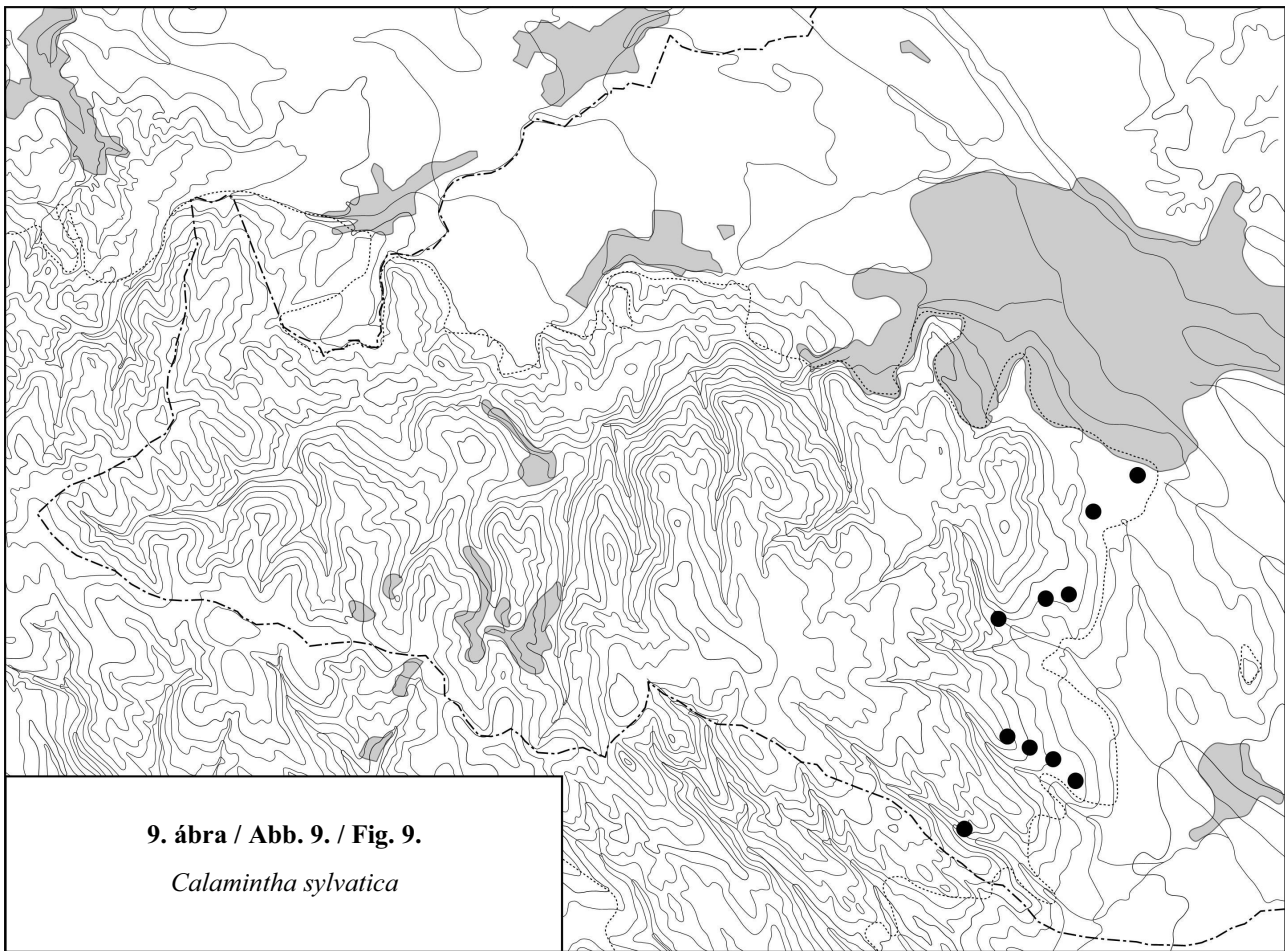 9. ábra / Abb. 9. / Fig. 9.
Calamintha sylvatica